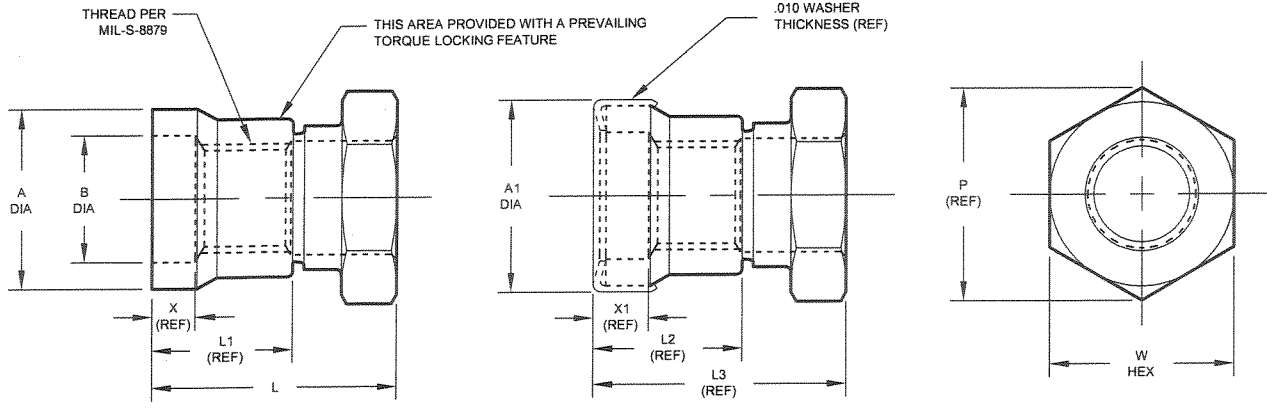 THREAD PER
MIL-S-8879
THIS AREA PROVIDED WITH A PREVAILING
TORQUE LOCKING FEATURE
.010 WASHER
THICKNESS (REF)
A
DIA
B
DIA
X
(REF)
L1
(REF)
L
A1
DIA
X1
(REF)
L2
(REF)
L3
(REF)
P
(REF)
W
HEX